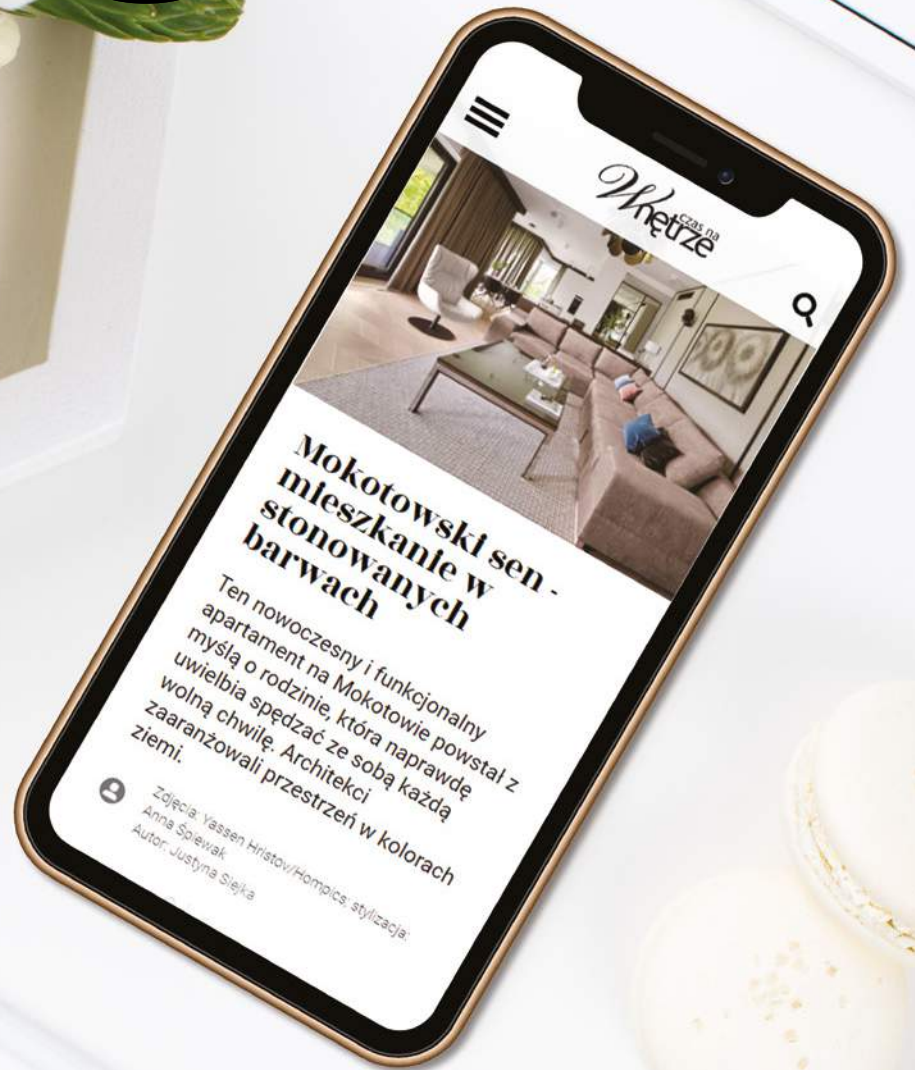 czas na
Wnętrze
Mokotowski sen -
mieszkanie w
stonowanych
barwach
Ten nowoczesny i funkcjonalny
apartament na Mokotowie powstał z
myślą o rodzinie, która naprawdę
uwielbia spędzać ze sobą każdą
wolną chwilę. Architekci
zaaranżowali przestrzeń w kolorach
ziemi.
Zdjęcia: Yassen Hristov/Hompics, stylizacja:
Anna Śpiewak
Autor: Justyna Siejka